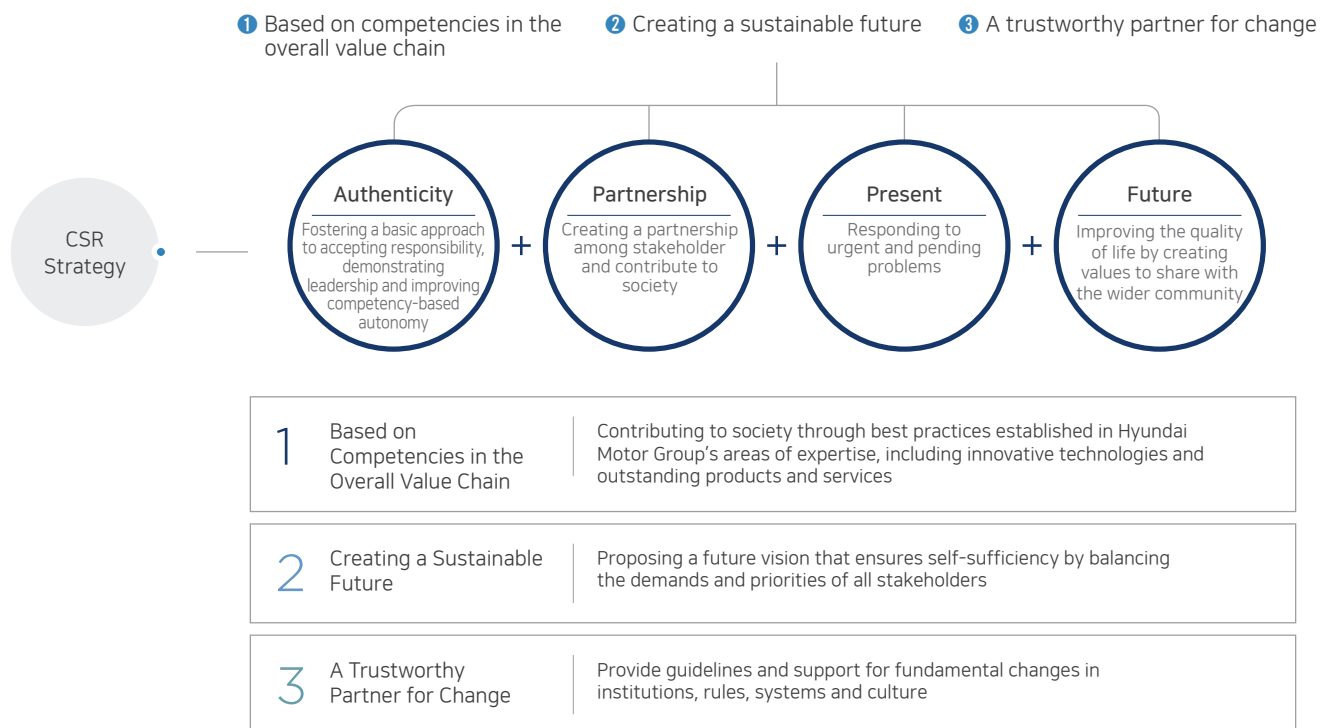 1 Based on competencies in the
overall value chain
2 Creating a sustainable future
3 A trustworthy partner for change
CSR
Strategy
Authenticity
Fostering a basic approach
to accepting responsibility,
demonstrating
leadership and improving
competency-based
autonomy
+
Partnership
Creating a partnership
among stakeholder
and contribute to
society
+
Present
Responding to
urgent and pending
problems
+
Future
Improving the quality
of life by creating
values to share with
the wider community
1
Based on
Competencies in the
Overall Value Chain
Contributing to society through best practices established in Hyundai
Motor Group's areas of expertise, including innovative technologies and
outstanding products and services
2
Creating a Sustainable
Future
Proposing a future vision that ensures self-sufficiency by balancing
the demands and priorities of all stakeholders
3
A Trustworthy
Partner for Change
Provide guidelines and support for fundamental changes in
institutions, rules, systems and culture